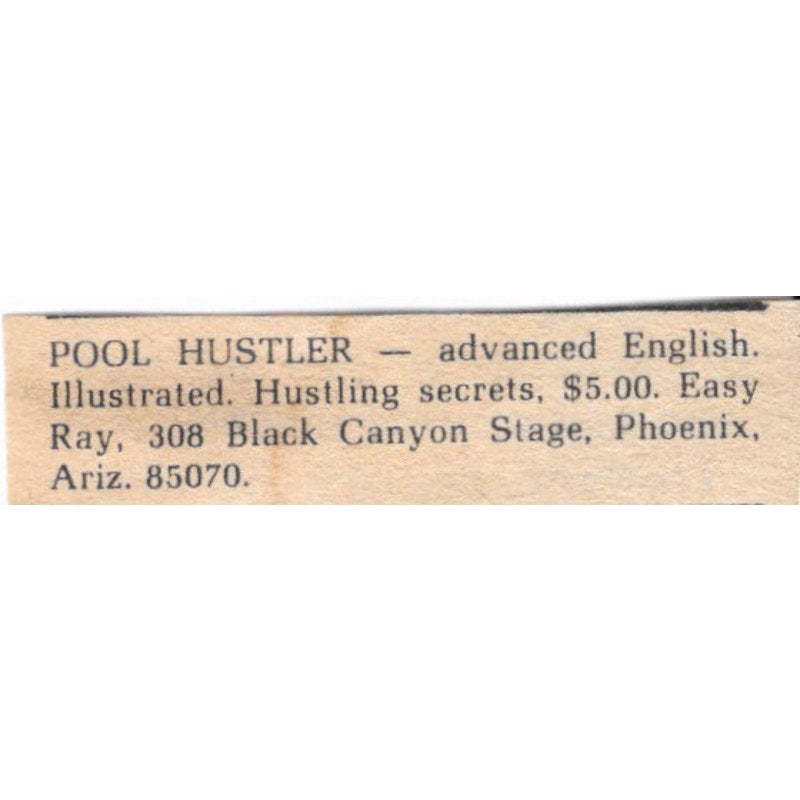 POOL HUSTLER — advanced English.
Illustrated. Hustling secrets, $5.00. Easy
Ray, 308 Black Canyon Stage, Phoenix,
Ariz. 85070.